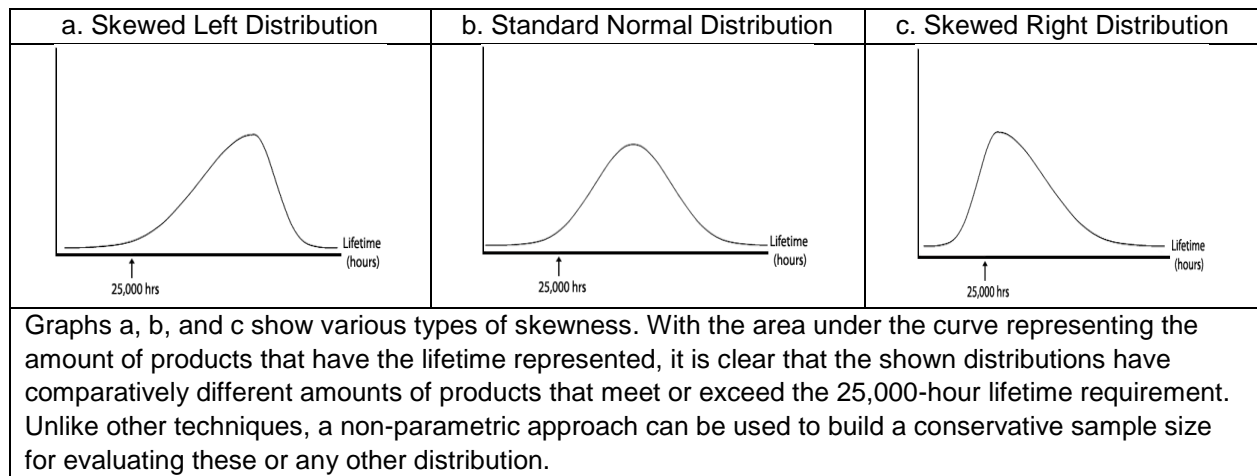 a. Skewed Left Distribution
b. Standard Normal Distribution
c. Skewed Right Distribution
Lifetime
(hours)
25,000 hrs
Lifetime
(hours)
25,000 hrs
Lifetime
(hours)
25,000 hrs
Graphs a, b, and c show various types of skewness. With the area under the curve representing the
amount of products that have the lifetime represented, it is clear that the shown distributions have
comparatively different amounts of products that meet or exceed the 25,000-hour lifetime requirement.
Unlike other techniques, a non-parametric approach can be used to build a conservative sample size
for evaluating these or any other distribution.